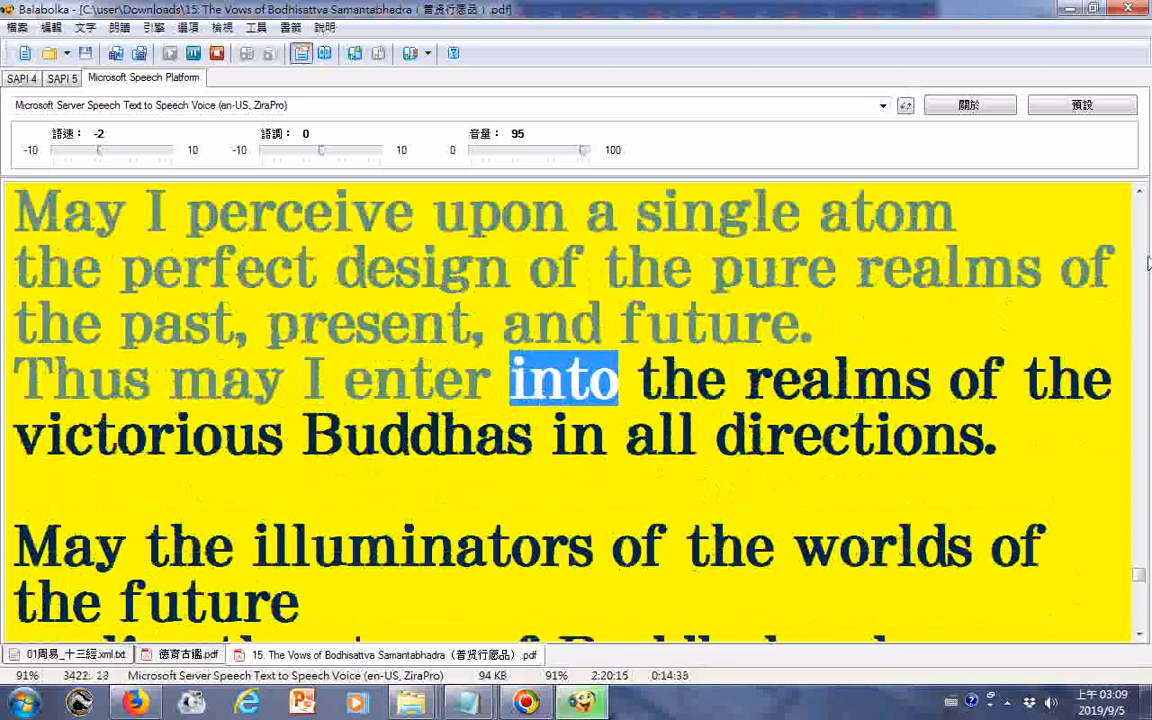 Balabolka - [C:\user\Downloads\15. The Vows of Bodhisattva Samantabhadra ( 普賢行愿品 ) .pdf]
檔案 編輯 文字 朗讀 引擎 選項 檢視 工具 書籤 說明
SAPI 4 SAPI 5 Microsoft Speech Platform
Microsoft Server Speech Text to Speech Voice (en-US, ZiraPro) 關於 預設
語速： -2 語調： 0 音量： 95
-10 10 -10 10 0 100
May I perceive upon a single atom
the perfect design of the pure realms of
the past, present, and future.
Thus may I enter into the realms of the
victorious Buddhas in all directions.
May the illuminators of the worlds of
the future
01周易_十三經.xml.txt 德育古鑑.pdf 15. The Vows of Bodhisattva Samantabhadra（普賢行愿品）.pdf
91% 3422: 13 Microsoft Server Speech Text to Speech Voice (en-US, ZiraPro) 94 KB 91% 2:20:15 0:14:38
上午 03:09
2019/9/5